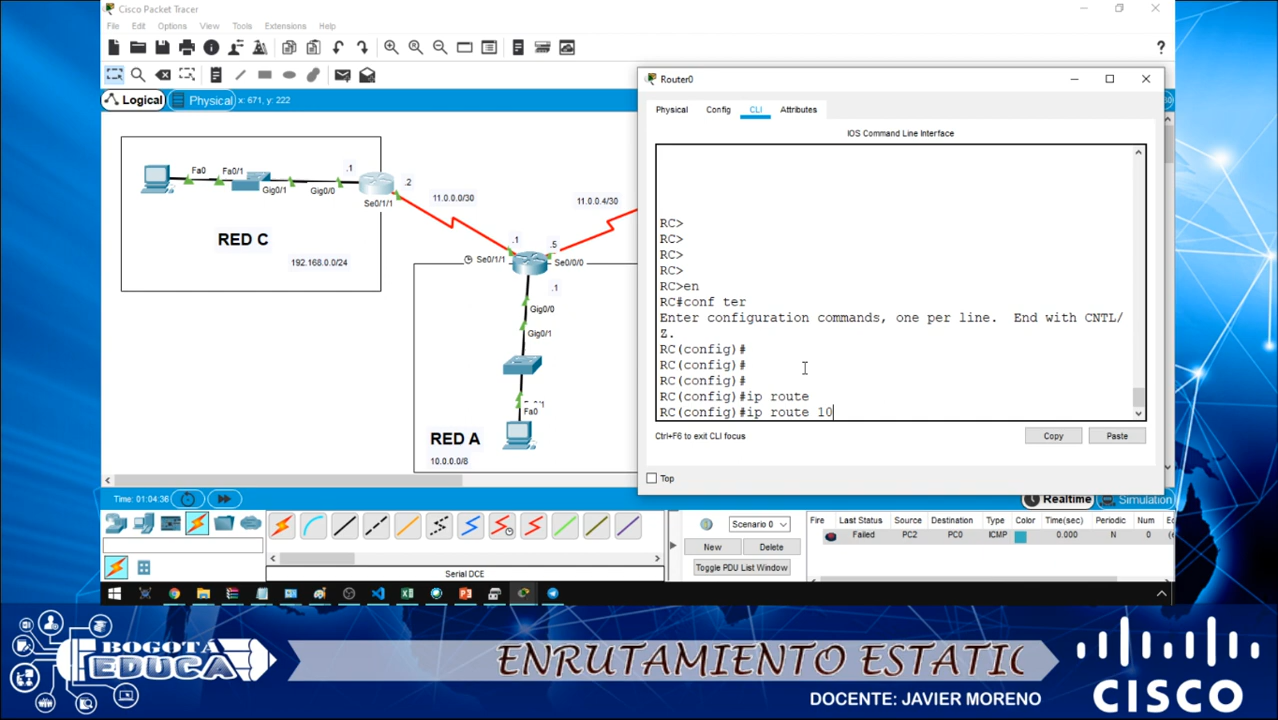 Cisco Packet Tracer
File Edit Options View Tools Extensions Help
Logical Physical x: 671, y: 222
Router0
Physical Config CLI Attributes
IOS Command Line Interface
RC>
RC>
RC>
RC>
RC>en
RC#conf ter
Enter configuration commands, one per line. End with CNTL/
Z.
RC(config)#
RC(config)#
RC(config)#
RC(config)#ip route
RC(config)#ip route 10
Ctrl+F6 to exit CLI focus
Copy Paste
Top
Fa0 Fa0/1 Gig0/1 Gig0/0 .1 .2
Se0/1/1
11.0.0.0/30
11.0.0.4/30
RED C
192.168.0.0/24
.1 .5
Se0/1/1 Se0/0/0
.1
Gig0/0
Gig0/1
Fa0
RED A
10.0.0.0/8
Time: 01:04:36
Realtime Simulation
Scenario 0
New Delete
Toggle PDU List Window
Fire Last Status Source Destination Type Color Time(sec) Periodic Num
Failed PC2 PC0 ICMP 0.000 N 0
Serial DCE
BOGOTÁ
EDUCA
ENRUTAMIENTO ESTATIC
DOCENTE: JAVIER MORENO
CISCO